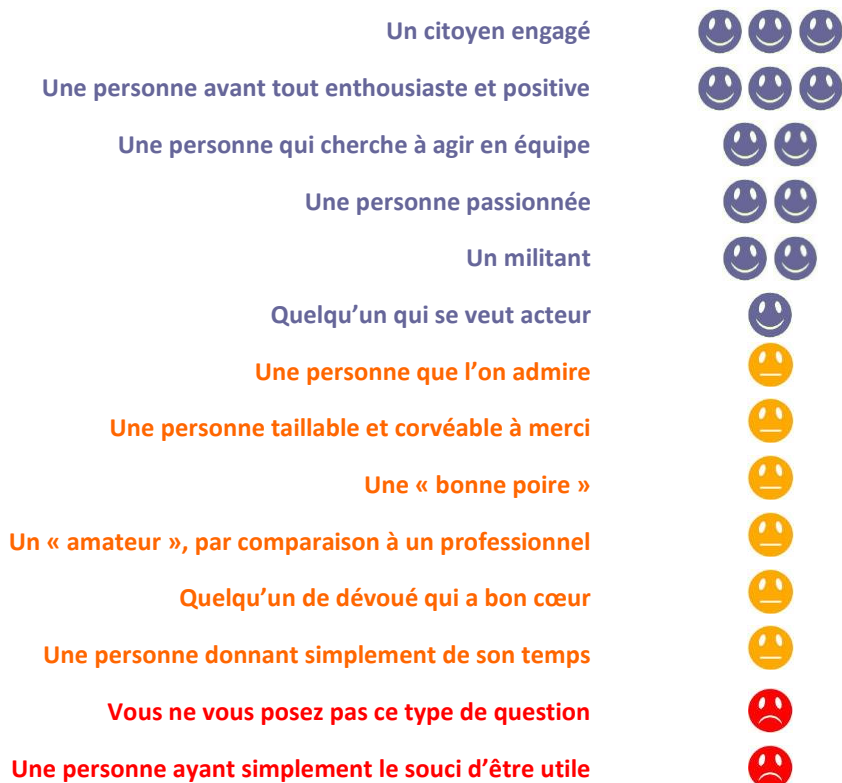 Un citoyen engagé
Une personne avant tout enthousiaste et positive
Une personne qui cherche à agir en équipe
Une personne passionnée
Un militant
Quelqu’un qui se veut acteur
Une personne que l’on admire
Une personne taillable et corvéable à merci
Une « bonne poire »
Un « amateur », par comparaison à un professionnel
Quelqu’un de dévoué qui a bon cœur
Une personne donnant simplement de son temps
Vous ne vous posez pas ce type de question
Une personne ayant simplement le souci d’être utile